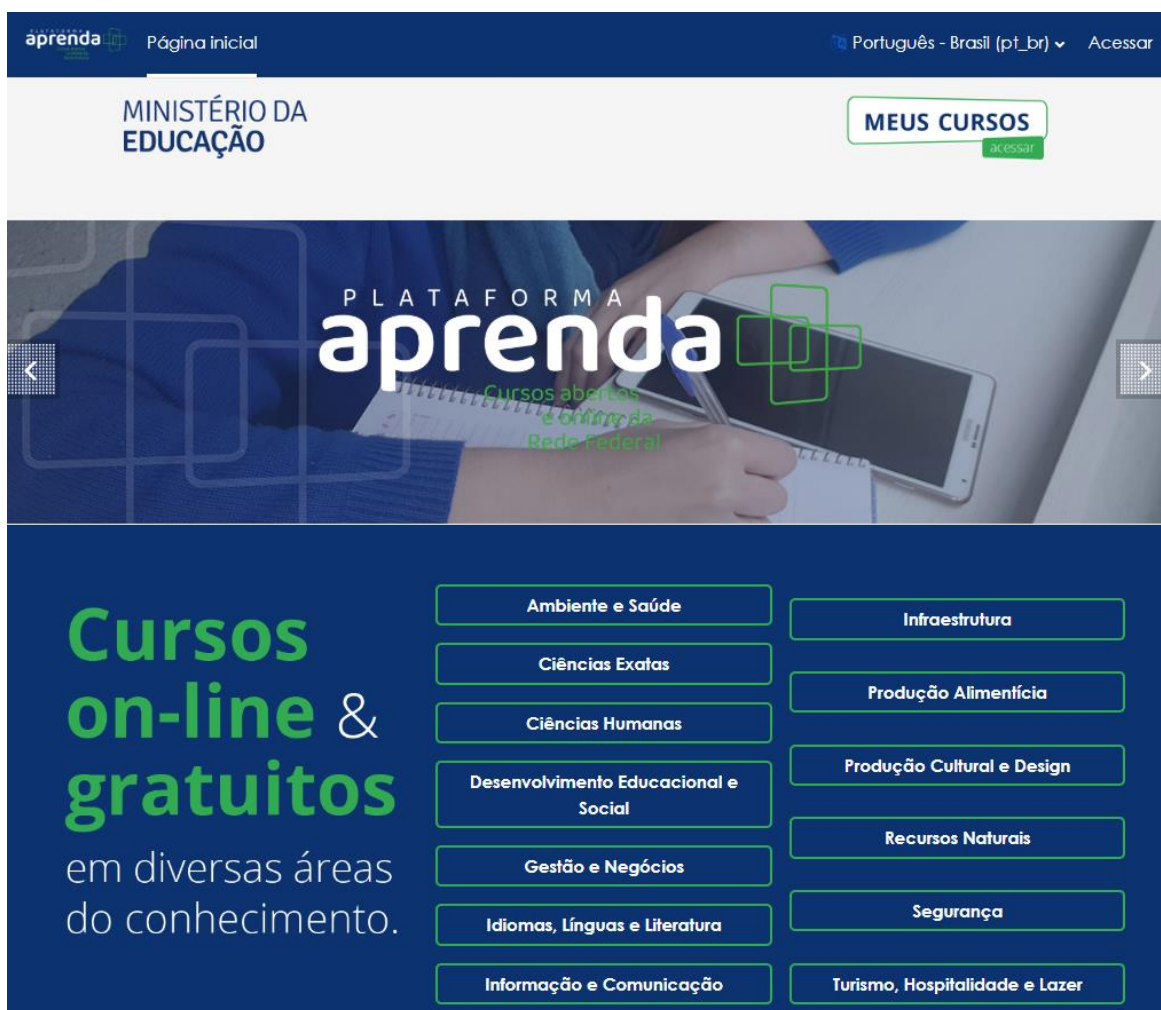 aprenda
Página inicial
Português - Brasil (pt_br)
Acessar
MINISTÉRIO DA
EDUCAÇÃO
MEUS CURSOS
acessar
PLATAFORMA
aprenda
Cursos abertos
e online da
Rede Federal
Cursos
on-line &
gratuitos
em diversas áreas
do conhecimento.
Ambiente e Saúde
Ciências Exatas
Ciências Humanas
Desenvolvimento Educacional e
Social
Gestão e Negócios
Idiomas, Línguas e Literatura
Informação e Comunicação
Infraestrutura
Produção Alimentícia
Produção Cultural e Design
Recursos Naturais
Segurança
Turismo, Hospitalidade e Lazer